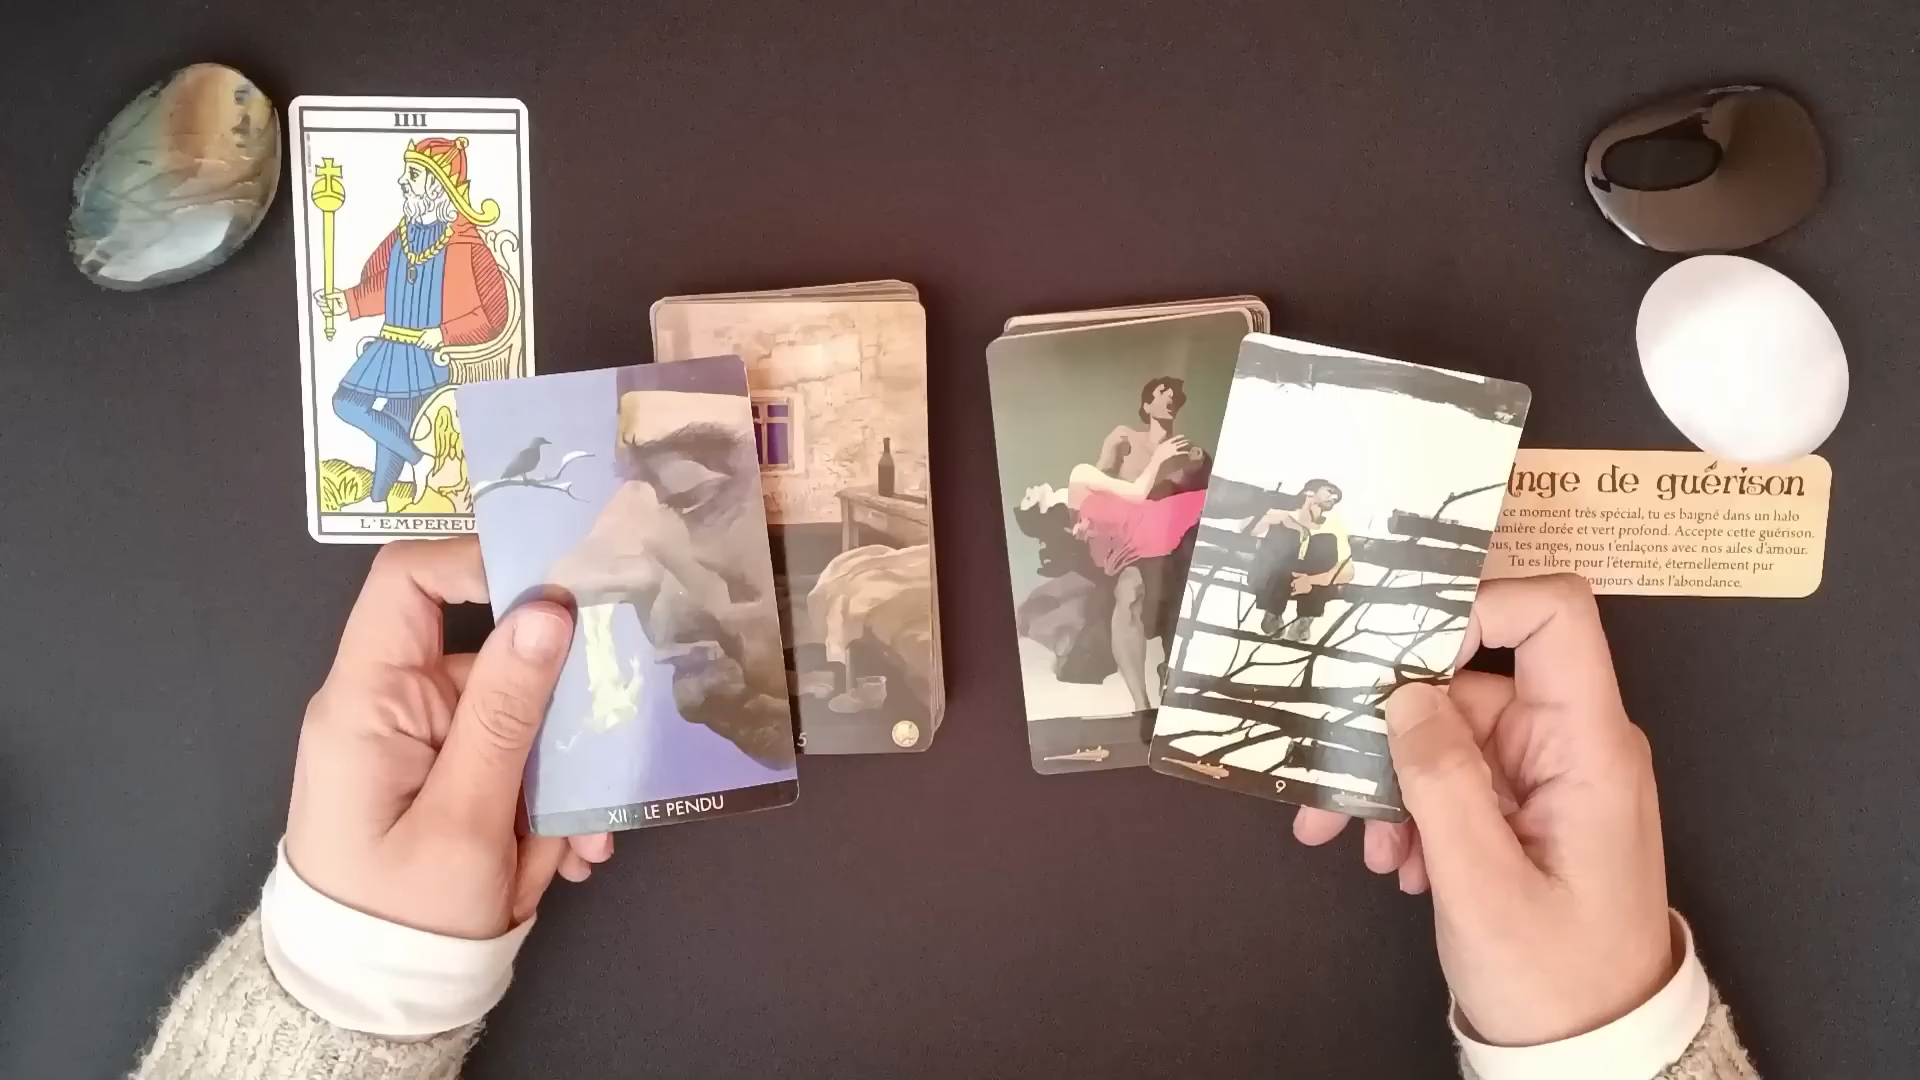 IIII
L'EMPEREU
XII · LE PENDU
5
9
Ange de guérison
ce moment très spécial, tu es baigné dans un halo
mière dorée et vert profond. Accepte cette guérison.
ous, tes anges, nous t'enlaçons avec nos ailes d'amour.
Tu es libre pour l'éternité, éternellement pur
toujours dans l'abondance.